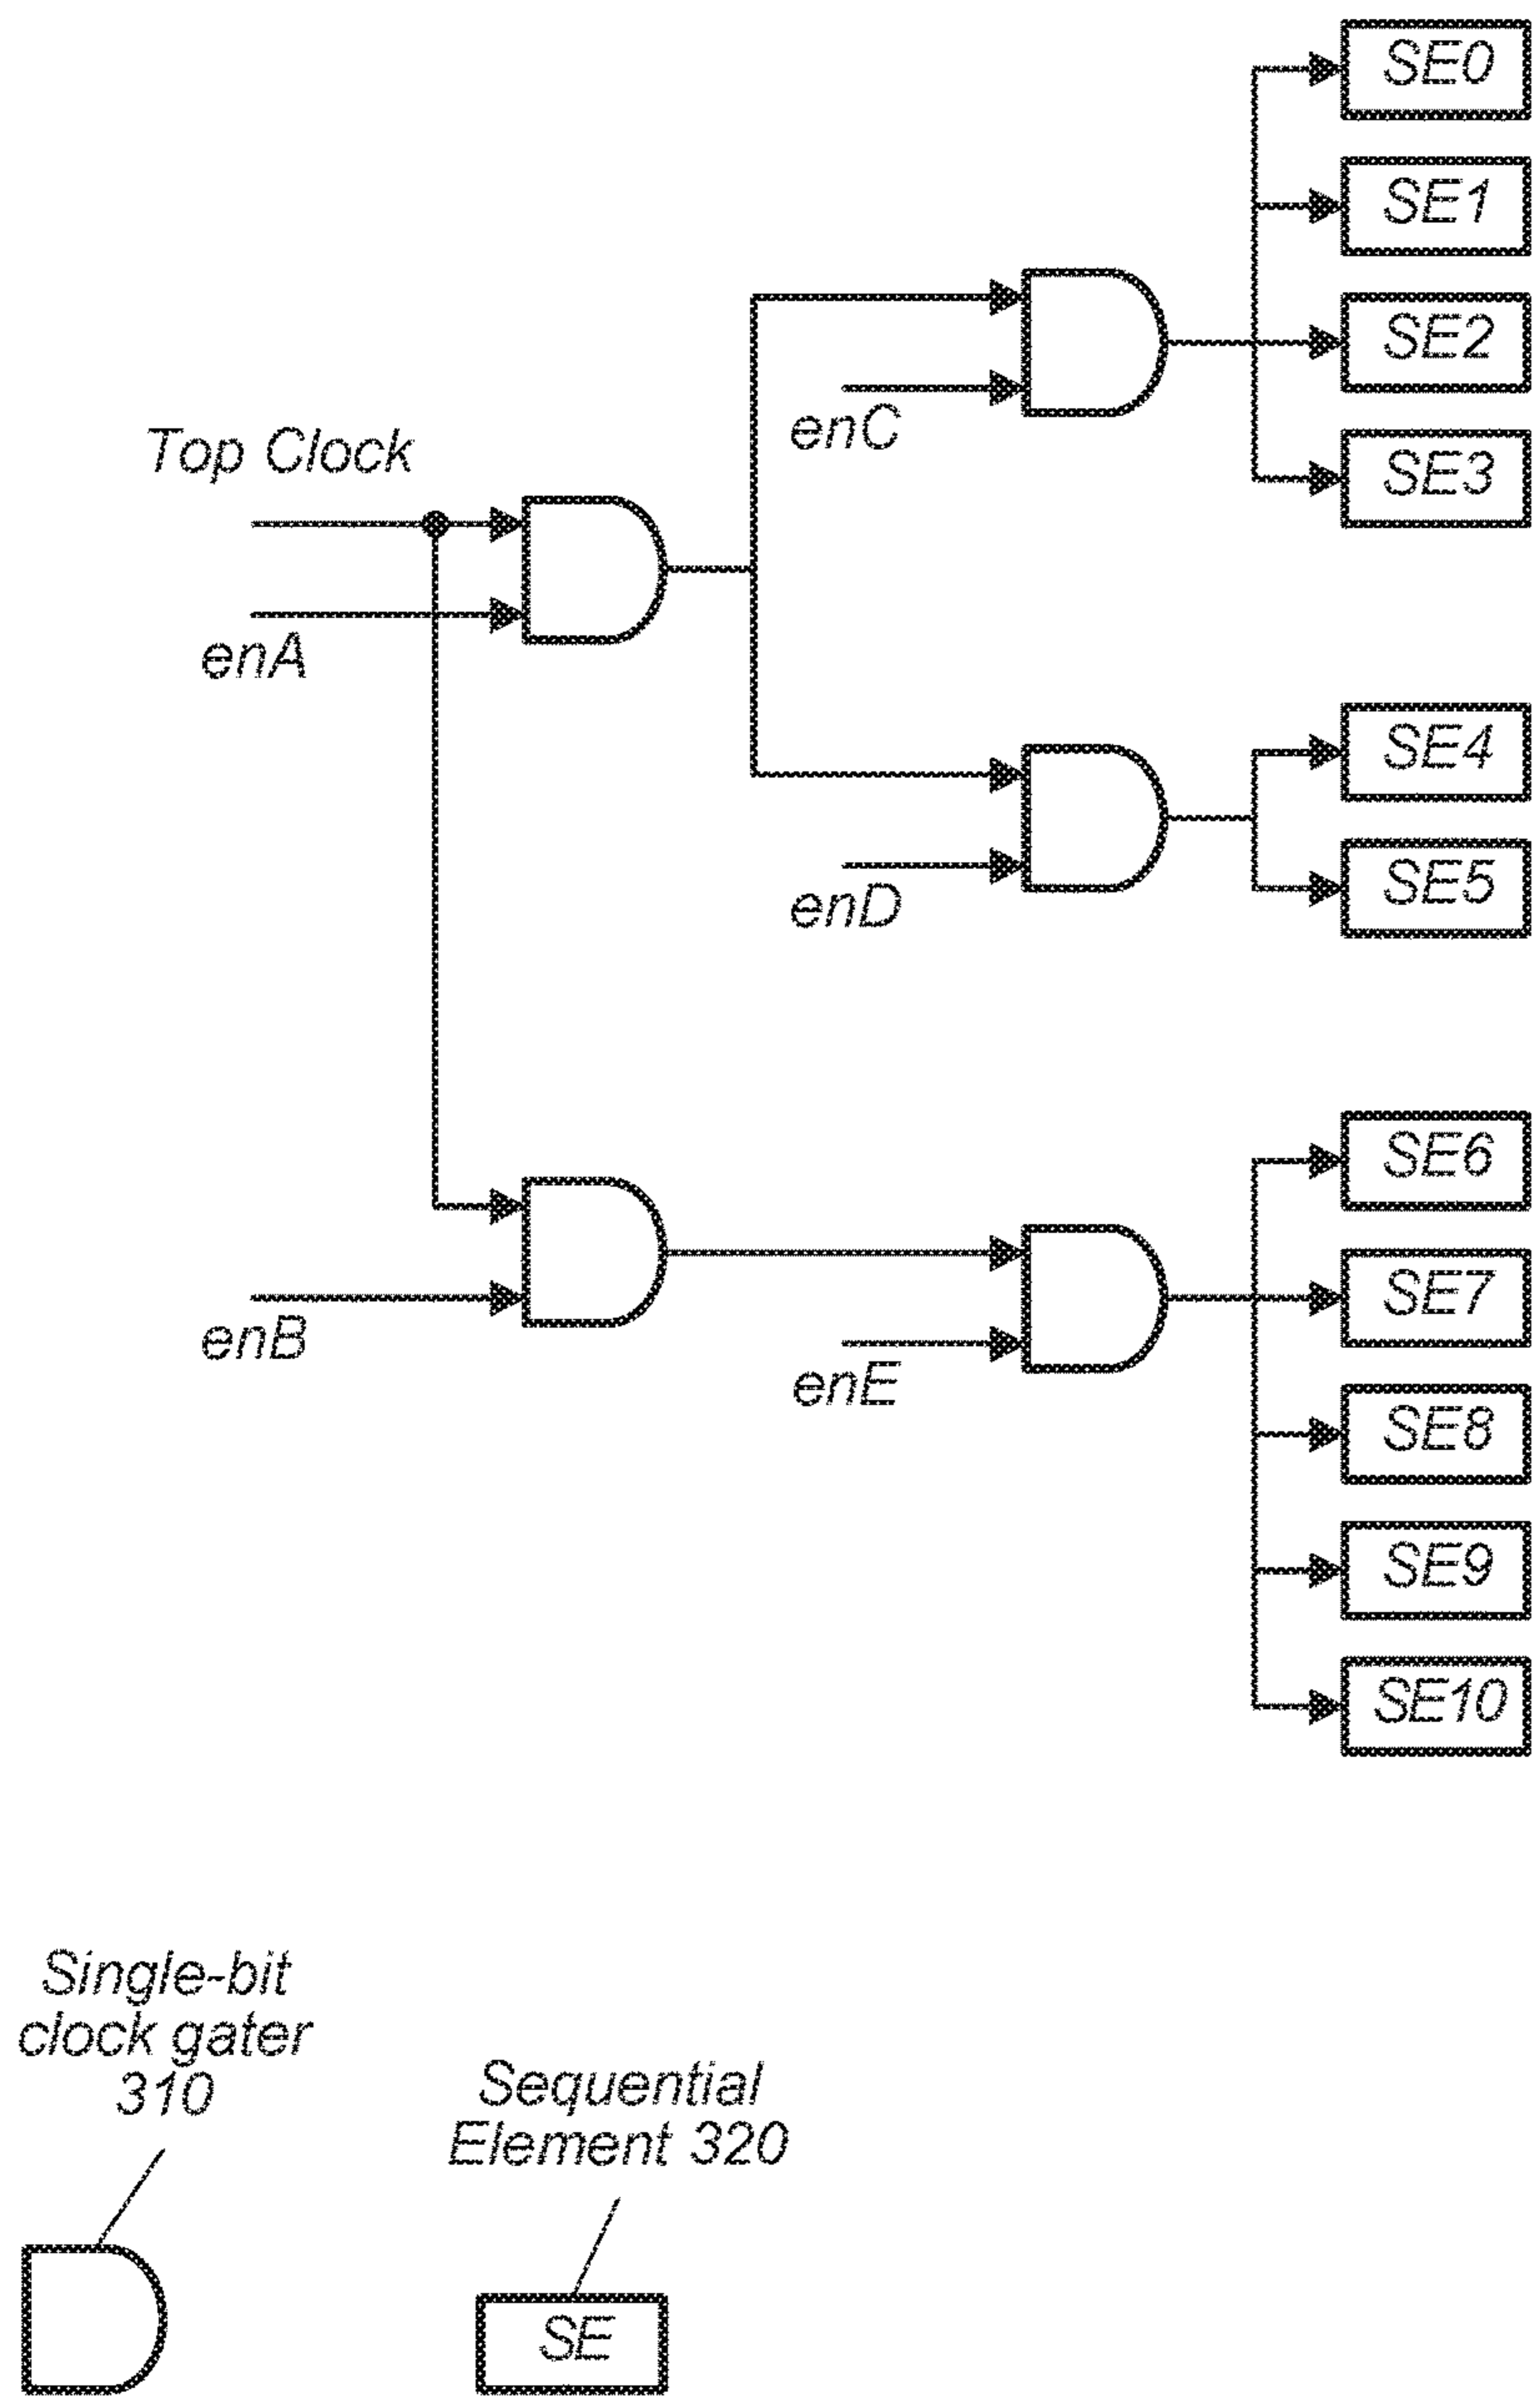 SE0
SE1
SE2
enC
Top Clock
SE3
enA
SE4
SE5
enD
SE6
SE7
enB
enE
SE8
SE9
SE10
Single-bit
clock gater
310
Sequential
Element 320
SE